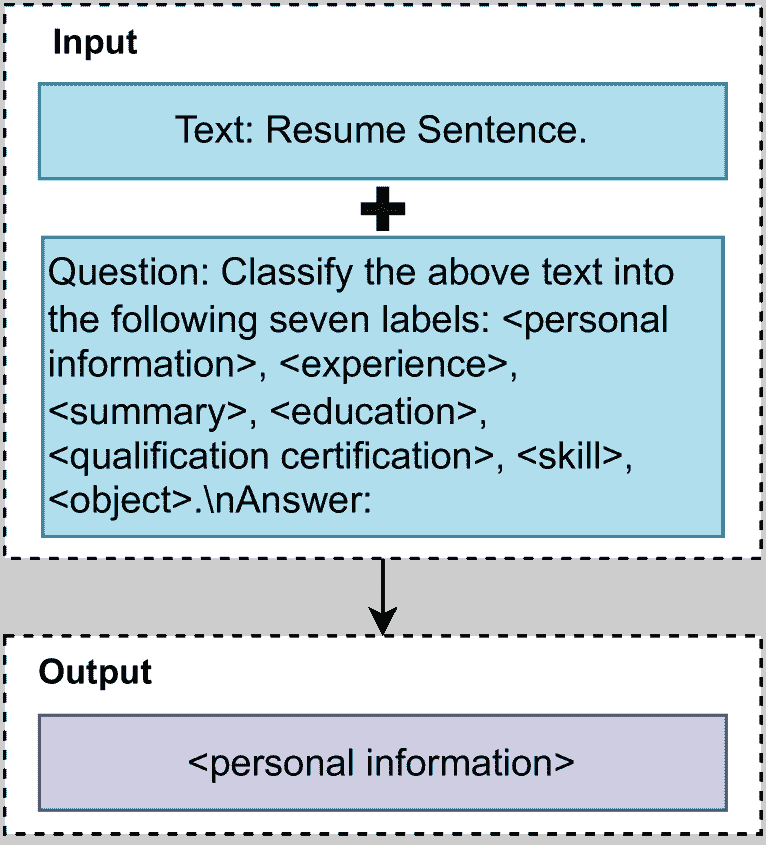 Input
Text: Resume Sentence.
+
Question: Classify the above text into
the following seven labels: <personal
information>, <experience>,
<summary>, <education>,
<qualification certification>, <skill>,
<object>.\nAnswer:
Output
<personal information>